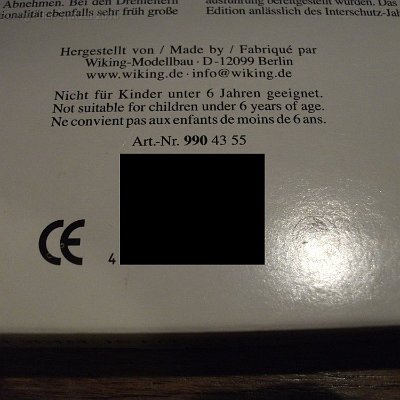 Abnehmen. Bei den Drehleitern
ionalität ebenfalls sehr früh große
ausführung bereitgestellt wurden. Das
Edition anlässlich des Interschutz-Jah
Hergestellt von / Made by / Fabriqué par
Wiking-Modellbau · D-12099 Berlin
www.wiking.de · info@wiking.de
Nicht für Kinder unter 6 Jahren geeignet.
Not suitable for children under 6 years of age.
Ne convient pas aux enfants de moins de 6 ans.
Art.-Nr. 990 43 55
CE
4